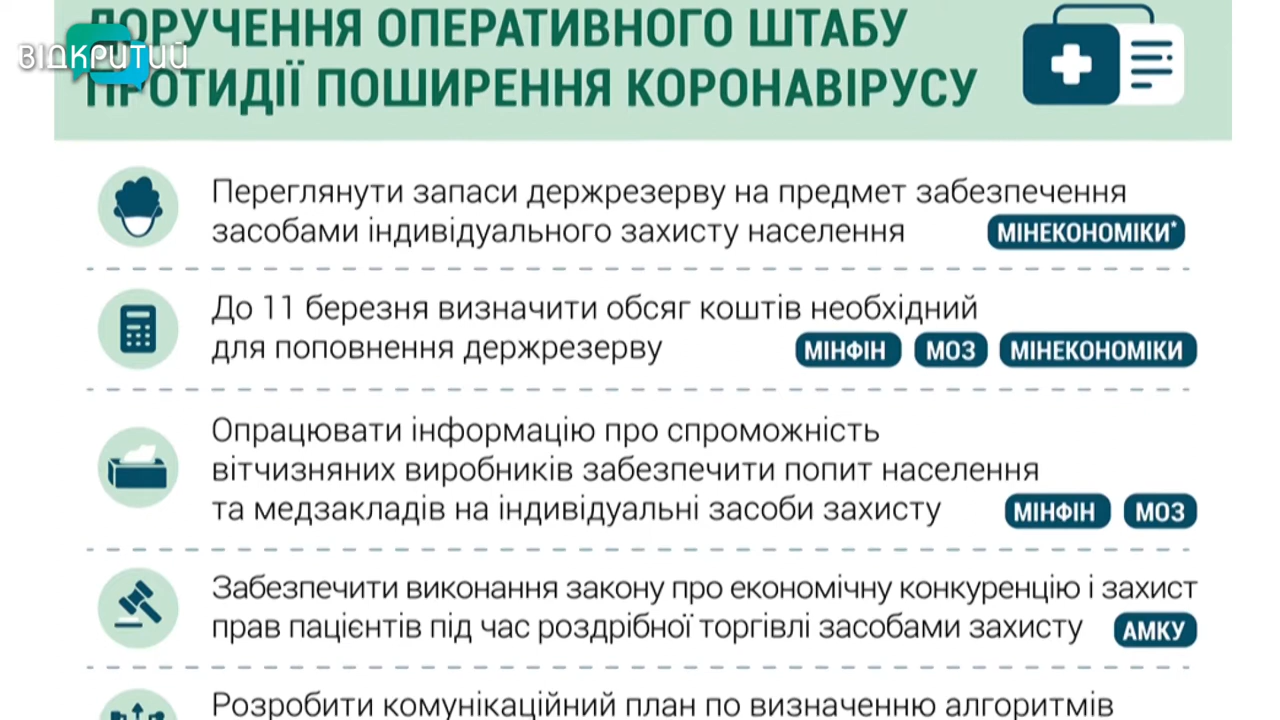 ВІДКРИТИЙ
ДОРУЧЕННЯ ОПЕРАТИВНОГО ШТАБУ
ПРОТИДІЇ ПОШИРЕННЯ КОРОНАВІРУСУ
Переглянути запаси держрезерву на предмет забезпечення
засобами індивідуального захисту населення МІНЕКОНОМІКИ*
До 11 березня визначити обсяг коштів необхідний
для поповнення держрезерву МІНФІН МОЗ МІНЕКОНОМІКИ
Опрацювати інформацію про спроможність
вітчизняних виробників забезпечити попит населення
та медзакладів на індивідуальні засоби захисту МІНФІН МОЗ
Забезпечити виконання закону про економічну конкуренцію і захист
прав пацієнтів під час роздрібної торгівлі засобами захисту АМКУ
Розробити комунікаційний план по визначенню алгоритмів